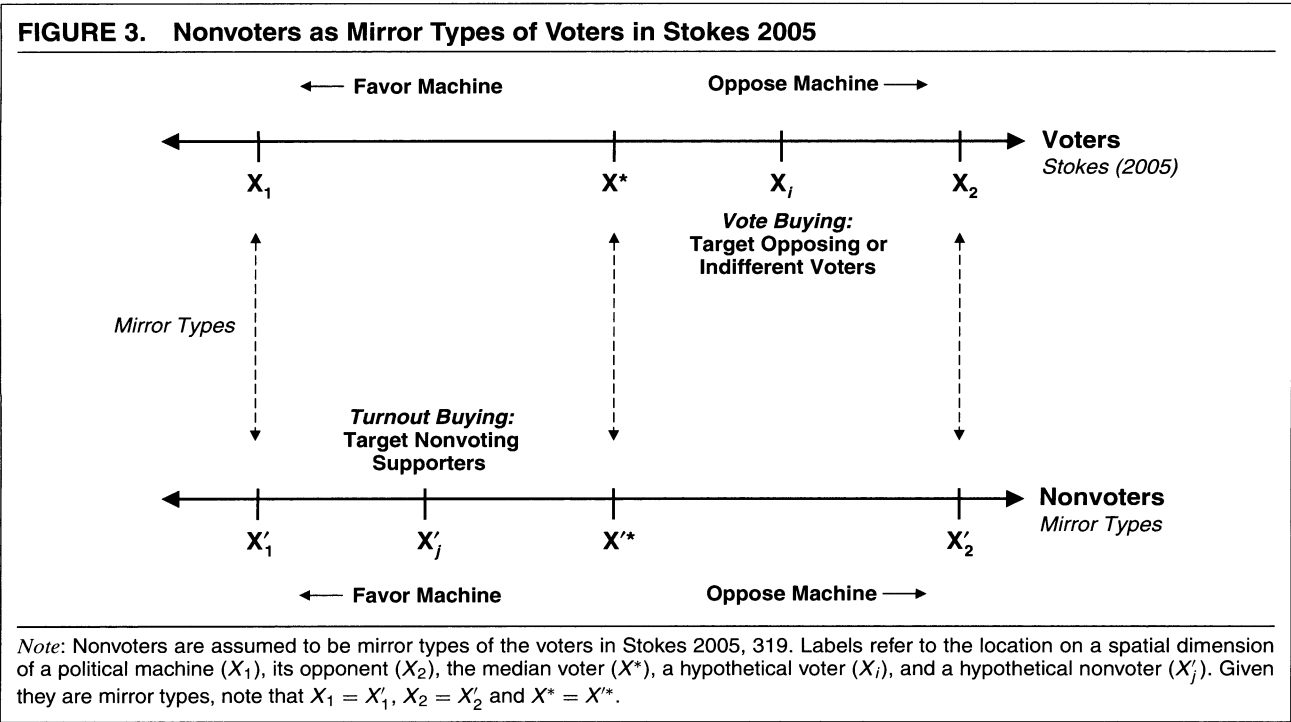 FIGURE 3. Nonvoters as Mirror Types of Voters in Stokes 2005
← Favor Machine
Oppose Machine →
Voters
Stokes (2005)
X₁
X*
Xᵢ
X₂
Vote Buying:
Target Opposing or
Indifferent Voters
Mirror Types
Turnout Buying:
Target Nonvoting
Supporters
Nonvoters
Mirror Types
X′₁
X′ⱼ
X′*
X′₂
← Favor Machine
Oppose Machine →
Note: Nonvoters are assumed to be mirror types of the voters in Stokes 2005, 319. Labels refer to the location on a spatial dimension
of a political machine (X₁), its opponent (X₂), the median voter (X*), a hypothetical voter (Xᵢ), and a hypothetical nonvoter (X′ⱼ). Given
they are mirror types, note that X₁ = X′₁, X₂ = X′₂ and X* = X′*.